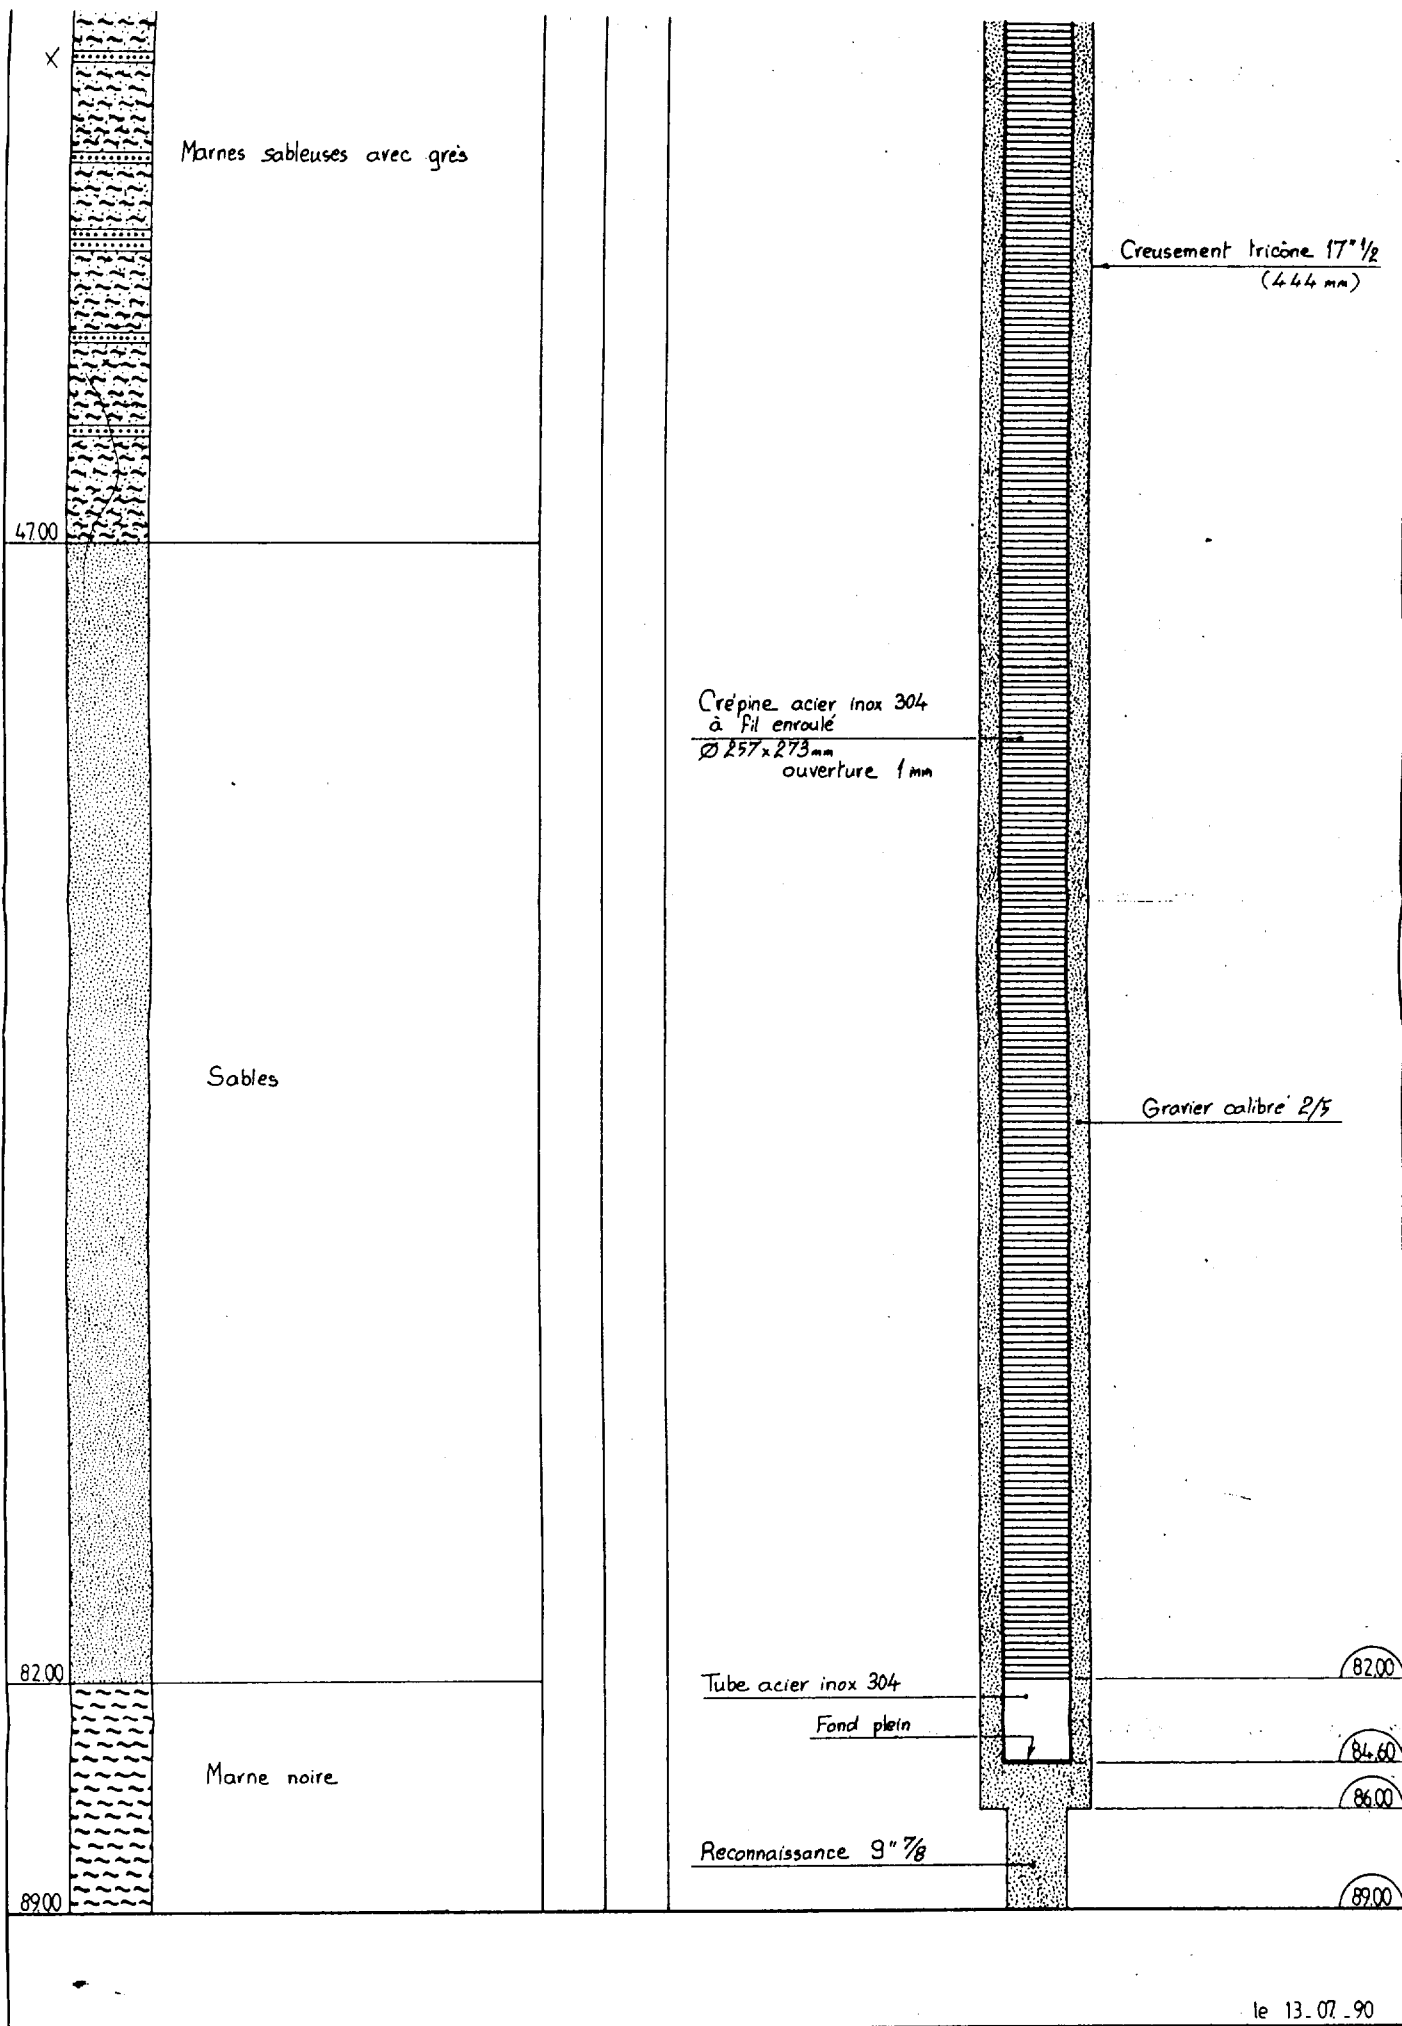 X
Marnes sableuses avec grès
Creusement tricône 17" 1/2
(444 mm)
47.00
Crépine acier inox 304
à fil enroulé
Ø 257 x 273 mm
ouverture 1 mm
Sables
Gravier calibré 2/5
82.00
82.00
Tube acier inox 304
Fond plein
84.60
Marne noire
86.00
Reconnaissance 9" 7/8
89.00
89.00
le 13.07.90